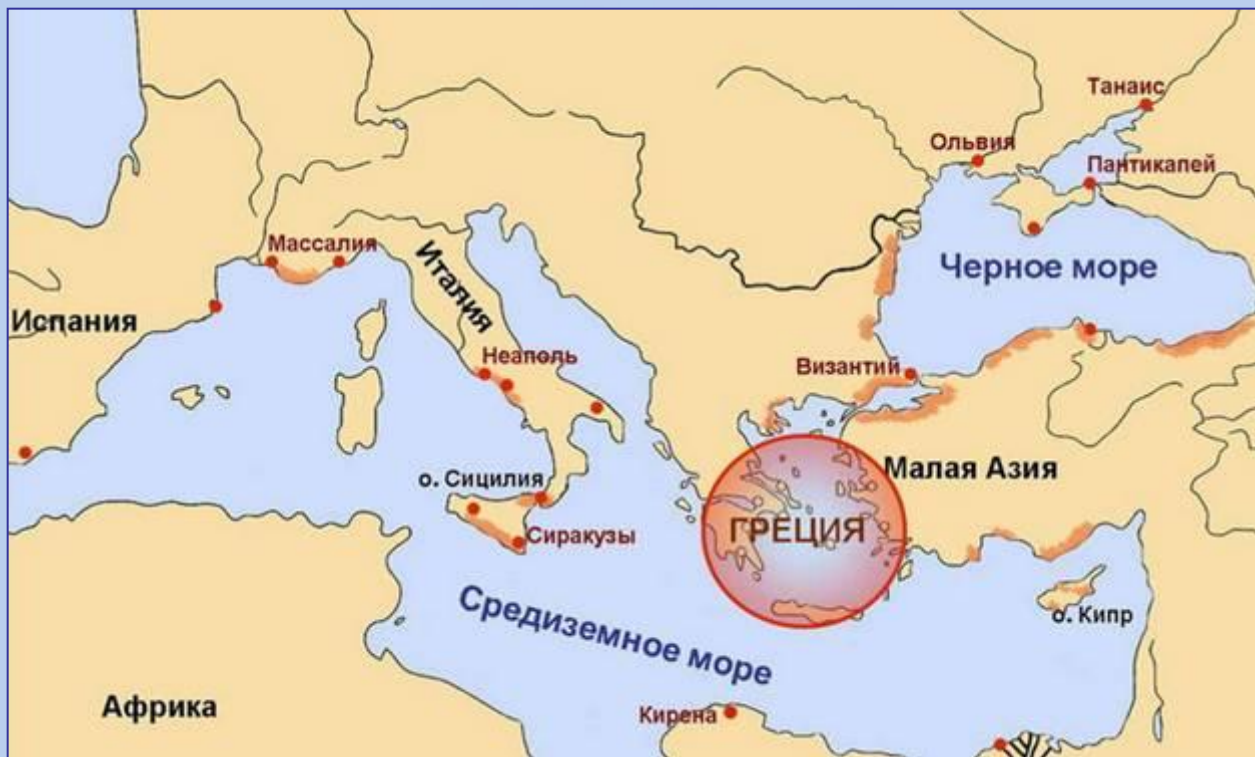 Танаис
Ольвия
Пантикапей
Массалия
Италия
Черное море
Испания
Неаполь
Византий
Малая Азия
о. Сицилия
ГРЕЦИЯ
Сиракузы
Средиземное море
о. Кипр
Африка
Кирена